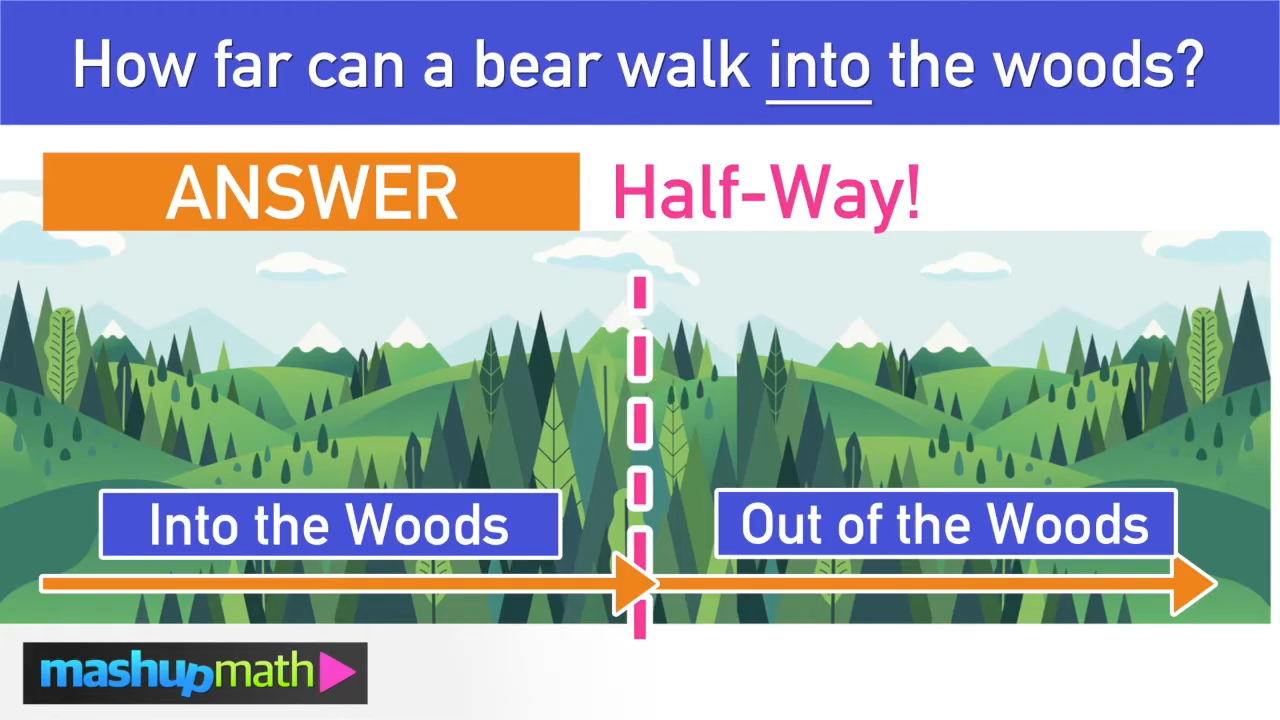 How far can a bear walk into the woods?
ANSWER Half-Way!
Into the Woods
Out of the Woods
mashupmath